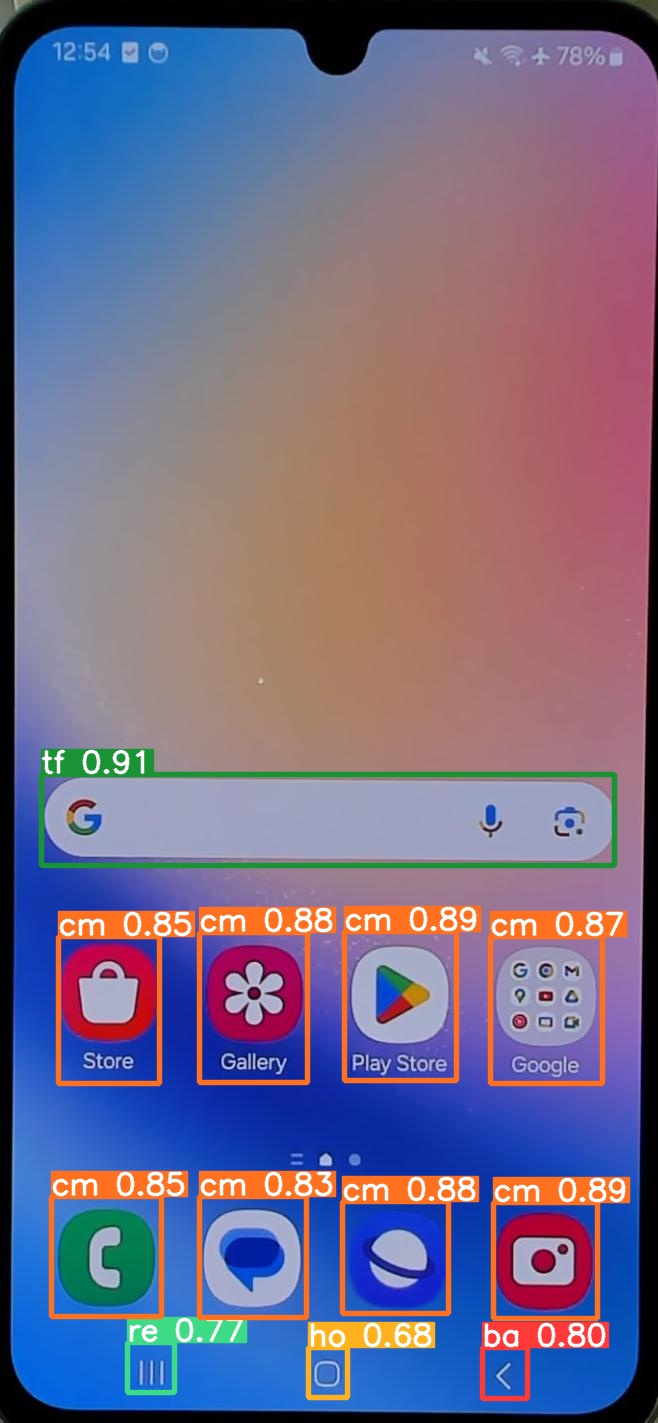 12:54 78%
tf 0.91
G
cm 0.85 cm 0.88 cm 0.89 cm 0.87
Store Gallery Play Store Google
cm 0.85 cm 0.83 cm 0.88 cm 0.89
re 0.77 ho 0.68 ba 0.80